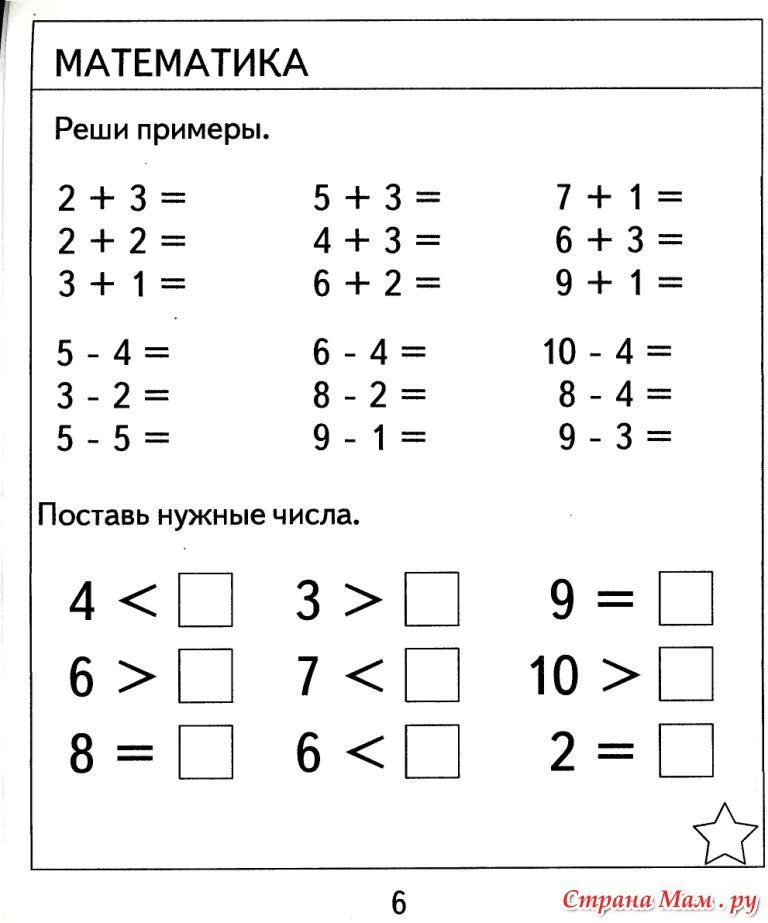 МАТЕМАТИКА
Реши примеры.
2 + 3 = 5 + 3 = 7 + 1 =
2 + 2 = 4 + 3 = 6 + 3 =
3 + 1 = 6 + 2 = 9 + 1 =
5 - 4 = 6 - 4 = 10 - 4 =
3 - 2 = 8 - 2 = 8 - 4 =
5 - 5 = 9 - 1 = 9 - 3 =
Поставь нужные числа.
4 < 3 > 9 =
6 > 7 < 10 >
8 = 6 < 2 =
6
Страна Мам . ру